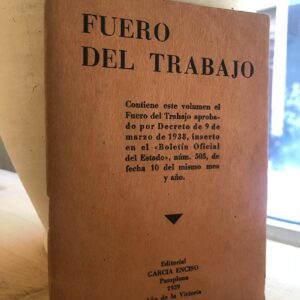 FUERO
DEL TRABAJO
Contiene este volumen el
Fuero del Trabajo aproba-
do por Decreto de 9 de
marzo de 1938, inserto
en el «Boletín Oficial
del Estado», núm. 505, de
fecha 10 del mismo mes
y año.
Editorial
GARCIA ENCISO
Pamplona
1939
Año de la Victoria